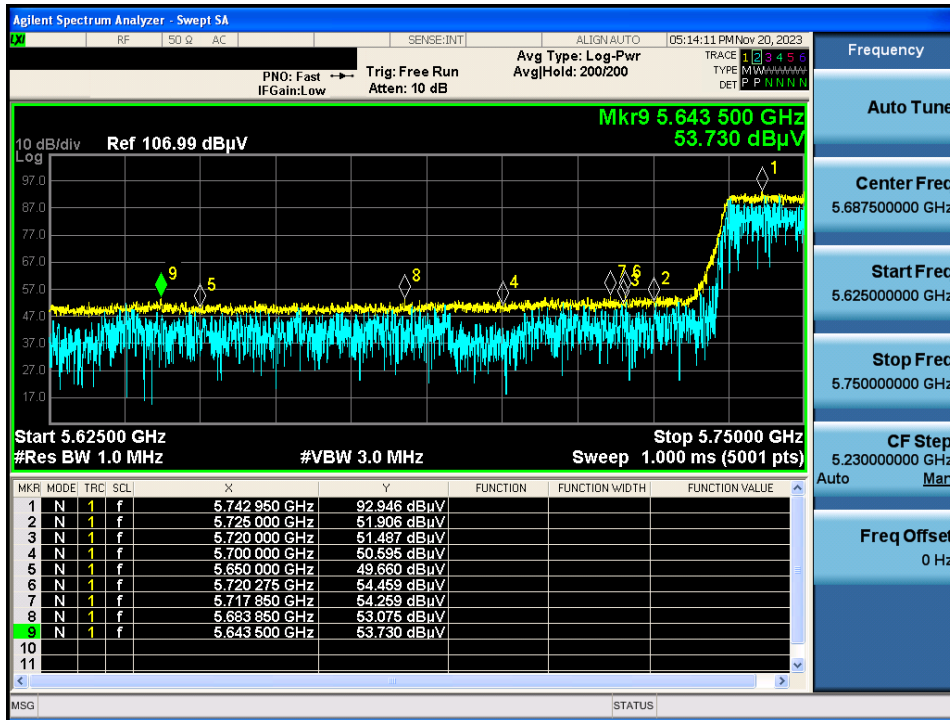 Agilent Spectrum Analyzer - Swept SA
LXI RF 50 Ω AC SENSE:INT ALIGN AUTO 05:14:11 PM Nov 20, 2023
PNO: Fast Trig: Free Run Avg Type: Log-Pwr TRACE 1 2 3 4 5 6
IFGain:Low Atten: 10 dB Avg|Hold: 200/200 TYPE M W
DET P P N N N N
Mkr9 5.643 500 GHz
53.730 dBµV
10 dB/div Ref 106.99 dBµV
Log
97.0
87.0
77.0
67.0
57.0
47.0
37.0
27.0
17.0
9 5 8 4 7 6 3 2 1
Start 5.62500 GHz Stop 5.75000 GHz
#Res BW 1.0 MHz #VBW 3.0 MHz Sweep 1.000 ms (5001 pts)
MKR MODE TRC SCL X Y FUNCTION FUNCTION WIDTH FUNCTION VALUE
1 N 1 f 5.742 950 GHz 92.946 dBµV
2 N 1 f 5.725 000 GHz 51.906 dBµV
3 N 1 f 5.720 000 GHz 51.487 dBµV
4 N 1 f 5.700 000 GHz 50.595 dBµV
5 N 1 f 5.650 000 GHz 49.660 dBµV
6 N 1 f 5.720 275 GHz 54.459 dBµV
7 N 1 f 5.717 850 GHz 54.259 dBµV
8 N 1 f 5.683 850 GHz 53.075 dBµV
9 N 1 f 5.643 500 GHz 53.730 dBµV
10
11
MSG STATUS
Frequency
Auto Tune
Center Freq
5.687500000 GHz
Start Freq
5.625000000 GHz
Stop Freq
5.750000000 GHz
CF Step
5.230000000 GHz
Auto Man
Freq Offset
0 Hz